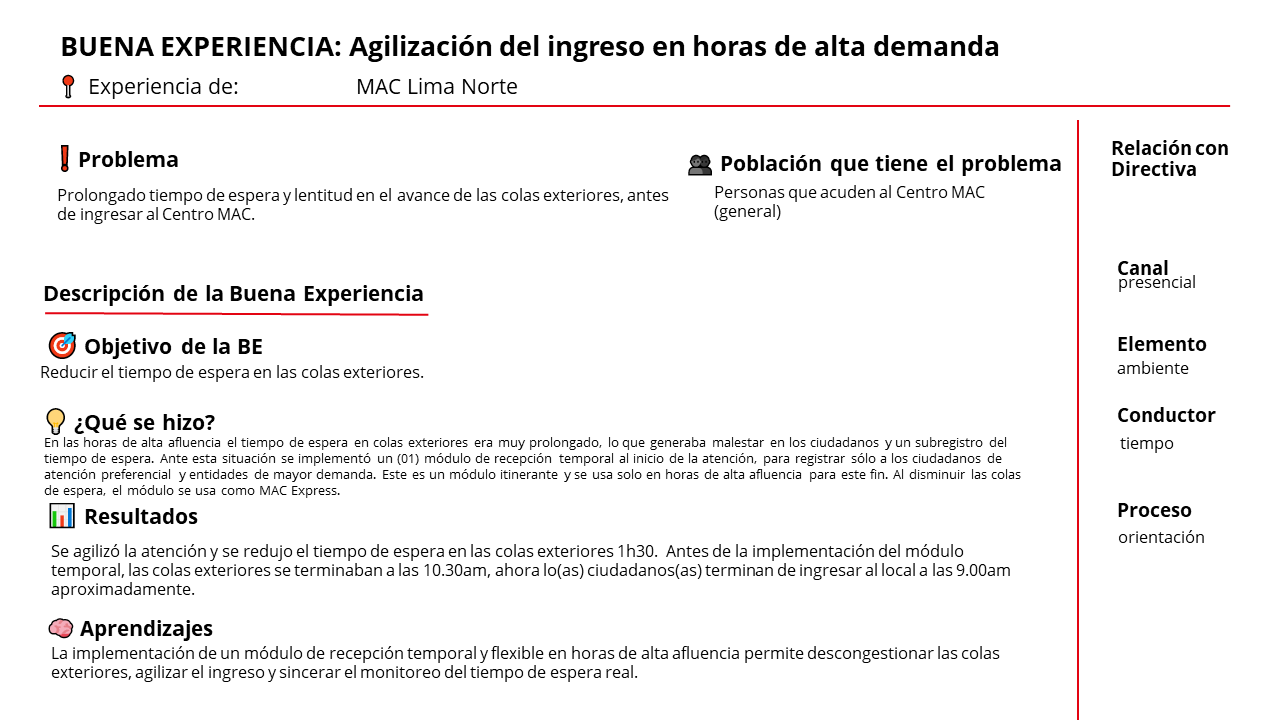 BUENA EXPERIENCIA: Agilización del ingreso en horas de alta demanda
Experiencia de: MAC Lima Norte
Problema
Prolongado tiempo de espera y lentitud en el avance de las colas exteriores, antes
de ingresar al Centro MAC.
Población que tiene el problema
Personas que acuden al Centro MAC
(general)
Descripción de la Buena Experiencia
Objetivo de la BE
Reducir el tiempo de espera en las colas exteriores.
¿Qué se hizo?
En las horas de alta afluencia el tiempo de espera en colas exteriores era muy prolongado, lo que generaba malestar en los ciudadanos y un subregistro del
tiempo de espera. Ante esta situación se implementó un (01) módulo de recepción temporal al inicio de la atención, para registrar sólo a los ciudadanos de
atención preferencial y entidades de mayor demanda. Este es un módulo itinerante y se usa solo en horas de alta afluencia para este fin. Al disminuir las colas
de espera, el módulo se usa como MAC Express.
Resultados
Se agilizó la atención y se redujo el tiempo de espera en las colas exteriores 1h30. Antes de la implementación del módulo
temporal, las colas exteriores se terminaban a las 10.30am, ahora lo(as) ciudadanos(as) terminan de ingresar al local a las 9.00am
aproximadamente.
Aprendizajes
La implementación de un módulo de recepción temporal y flexible en horas de alta afluencia permite descongestionar las colas
exteriores, agilizar el ingreso y sincerar el monitoreo del tiempo de espera real.
Relación con
Directiva
Canal
presencial
Elemento
ambiente
Conductor
tiempo
Proceso
orientación